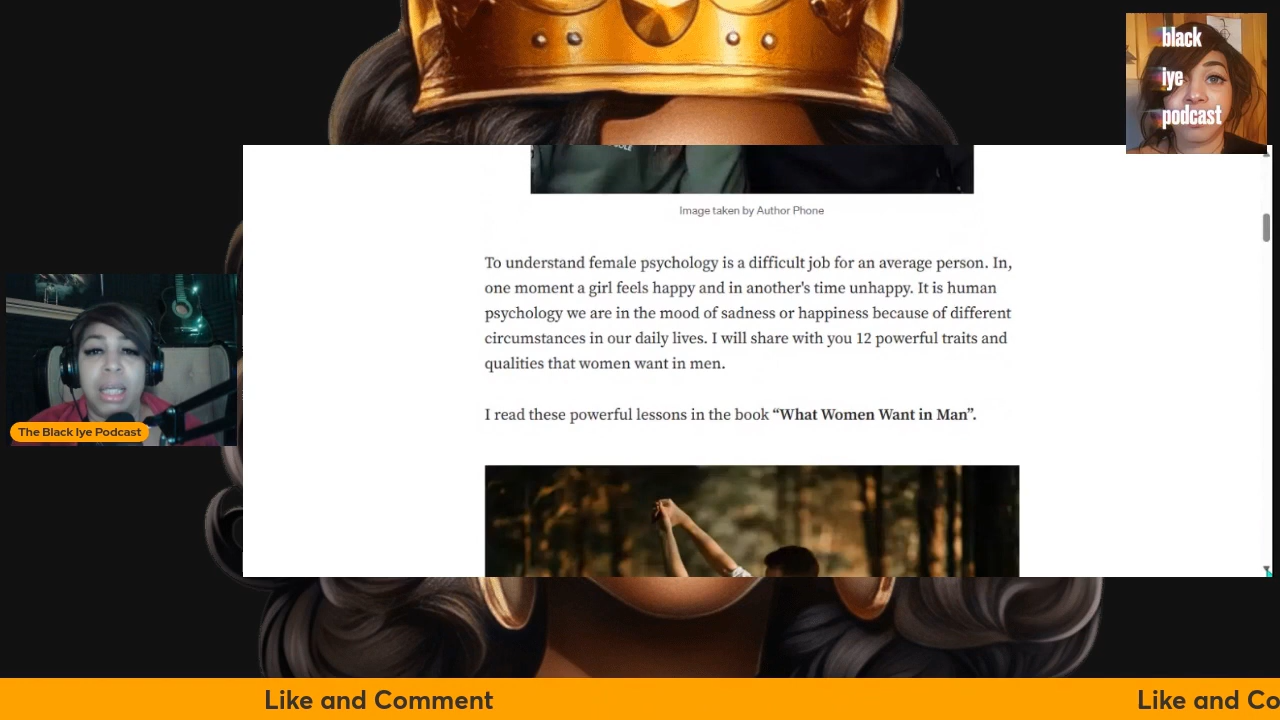 black
iye
podcast
Image taken by Author Phone
To understand female psychology is a difficult job for an average person. In,
one moment a girl feels happy and in another's time unhappy. It is human
psychology we are in the mood of sadness or happiness because of different
circumstances in our daily lives. I will share with you 12 powerful traits and
qualities that women want in men.
I read these powerful lessons in the book “What Women Want in Man”.
The Black Iye Podcast
Like and Comment
Like and Co